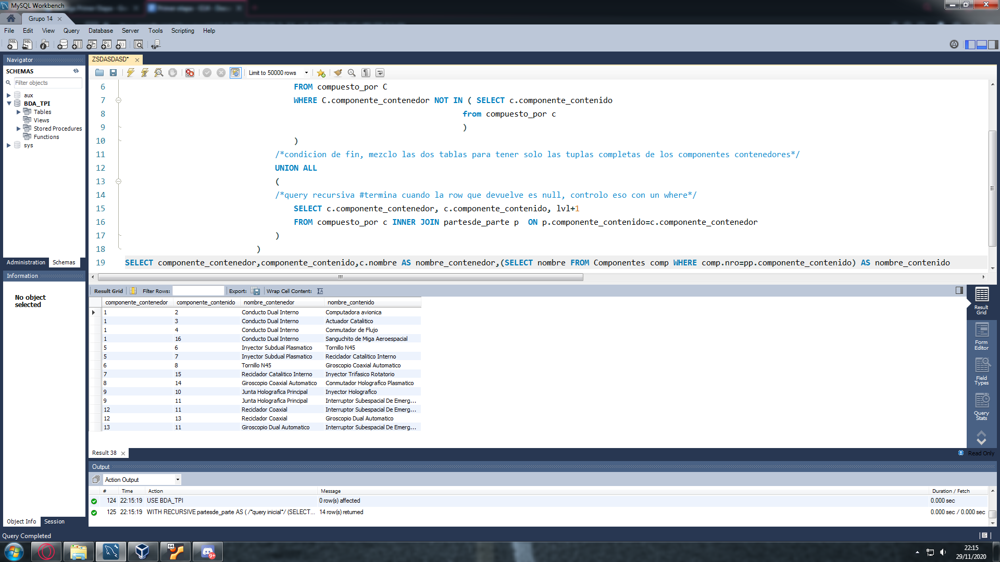 MySQL Workbench
Grupo 14
File Edit View Query Database Server Tools Scripting Help
Navigator
SCHEMAS
Filter objects
aux
BDA_TPI
Tables
Views
Stored Procedures
Functions
sys
Administration Schemas
Information
No object
selected
Object Info Session
ZSDASDASD*
Limit to 50000 rows
6 FROM compuesto_por C
7 WHERE C.componente_contenedor NOT IN ( SELECT c.componente_contenido
8 from compuesto_por c
9 )
10 )
11 /*condicion de fin, mezclo las dos tablas para tener solo las tuplas completas de los componentes contenedores*/
12 UNION ALL
13 (
14 /*query recursiva #termina cuando la row que devuelve es null, controlo eso con un where*/
15 SELECT c.componente_contenedor, c.componente_contenido, lvl+1
16 FROM compuesto_por c INNER JOIN partesde_parte p ON p.componente_contenido=c.componente_contenedor
17 )
18 )
19 SELECT componente_contenedor,componente_contenido,c.nombre AS nombre_contenedor,(SELECT nombre FROM Componentes comp WHERE comp.nro=pp.componente_contenido) AS nombre_contenido
Result Grid Filter Rows: Export: Wrap Cell Content:
componente_contenedor componente_contenido nombre_contenedor nombre_contenido
1 2 Conducto Dual Interno Computadora avionica
1 3 Conducto Dual Interno Actuador Catalitico
1 4 Conducto Dual Interno Conmutador de Flujo
1 16 Conducto Dual Interno Sanguchito de Miga Aeroespacial
5 6 Inyector Subdual Plasmatico Tornillo N45
5 7 Inyector Subdual Plasmatico Reciclador Catalitico Interno
6 8 Tornillo N45 Giroscopio Coaxial Automatico
7 15 Reciclador Catalitico Interno Inyector Trifasico Rotatorio
8 14 Giroscopio Coaxial Automatico Conmutador Holografico Plasmatico
9 10 Junta Holografica Principal Inyector Holografico
9 11 Junta Holografica Principal Interruptor Subespacial De Emerg...
12 11 Reciclador Coaxial Interruptor Subespacial De Emerg...
12 13 Reciclador Coaxial Giroscopio Dual Automatico
13 11 Giroscopio Dual Automatico Interruptor Subespacial De Emerg...
Result
Grid
Form
Editor
Field
Types
Query
Stats
Result 38
Read Only
Output
Action Output
# Time Action Message Duration / Fetch
124 22:15:19 USE BDA_TPI 0 row(s) affected 0.000 sec
125 22:15:19 WITH RECURSIVE partesde_parte AS ( /*query inicial*/ (SELECT... 14 row(s) returned 0.000 sec / 0.000 sec
Query Completed
64
9+
22:15
29/11/2020